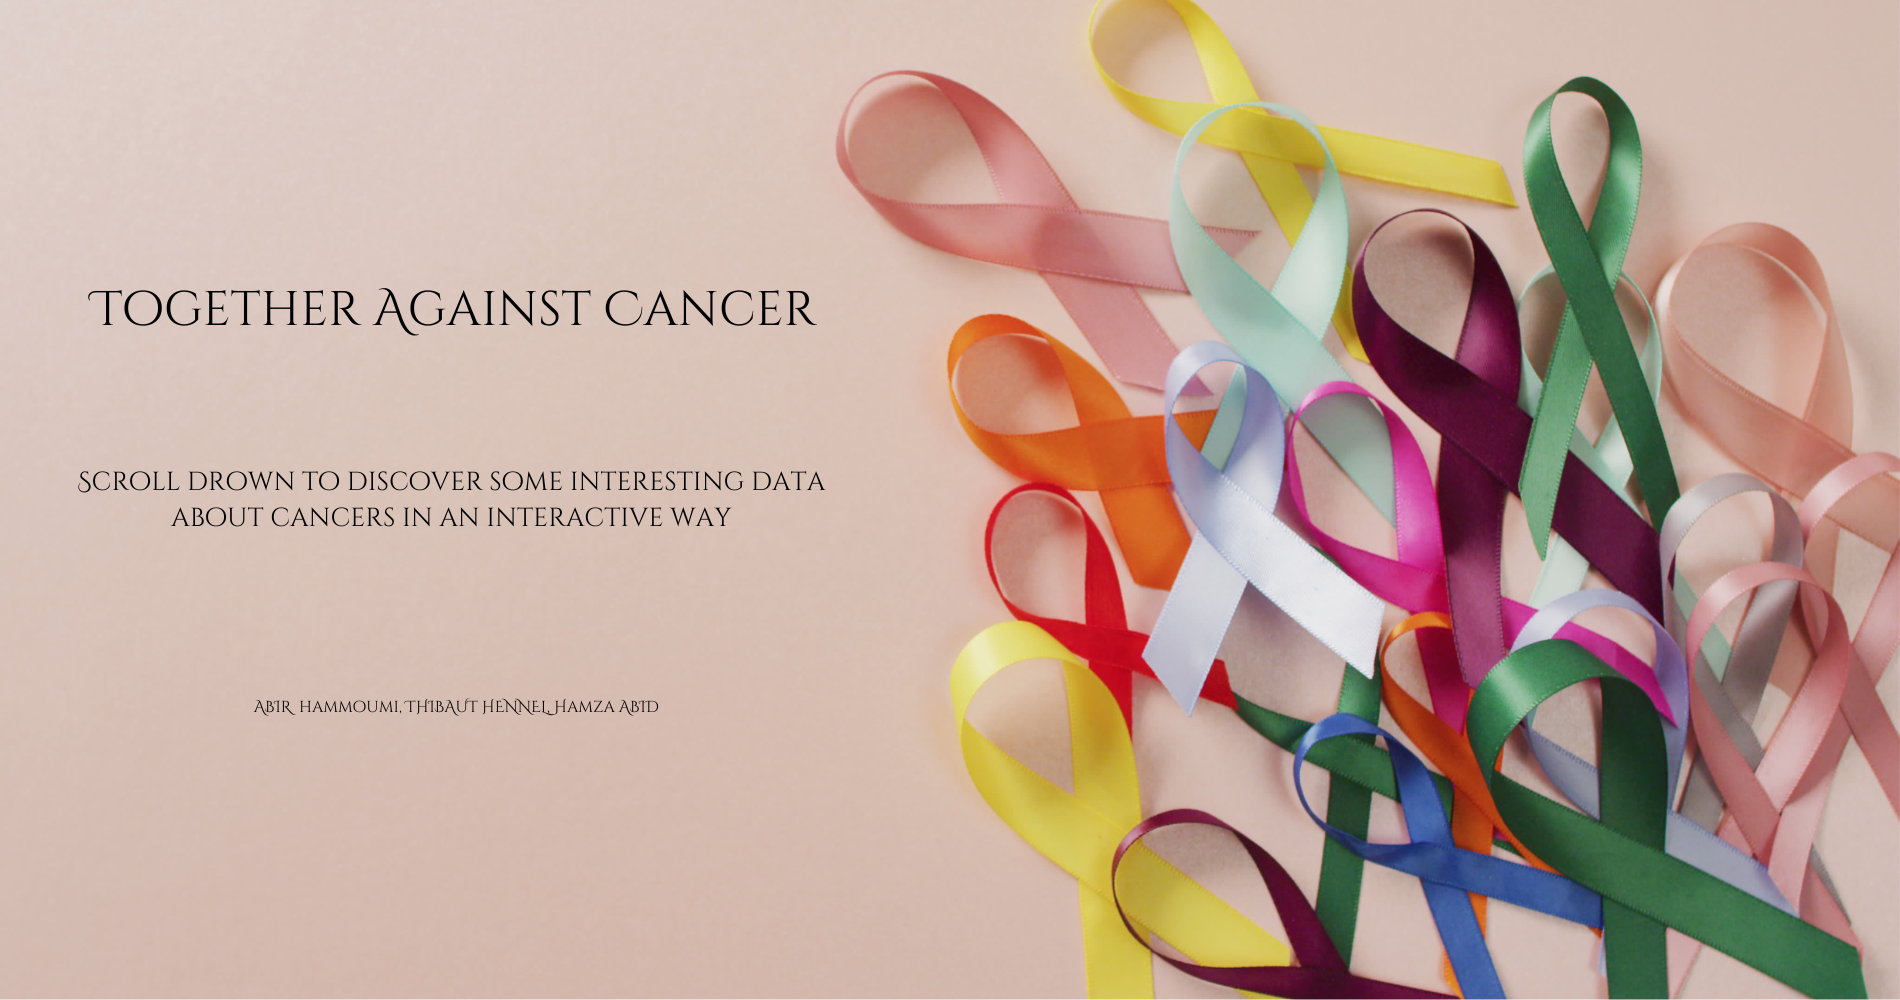 Together Against Cancer
Scroll drown to discover some interesting data
about cancers in an interactive way
Abir Hammoumi, Thibaut Hennel, Hamza Abid